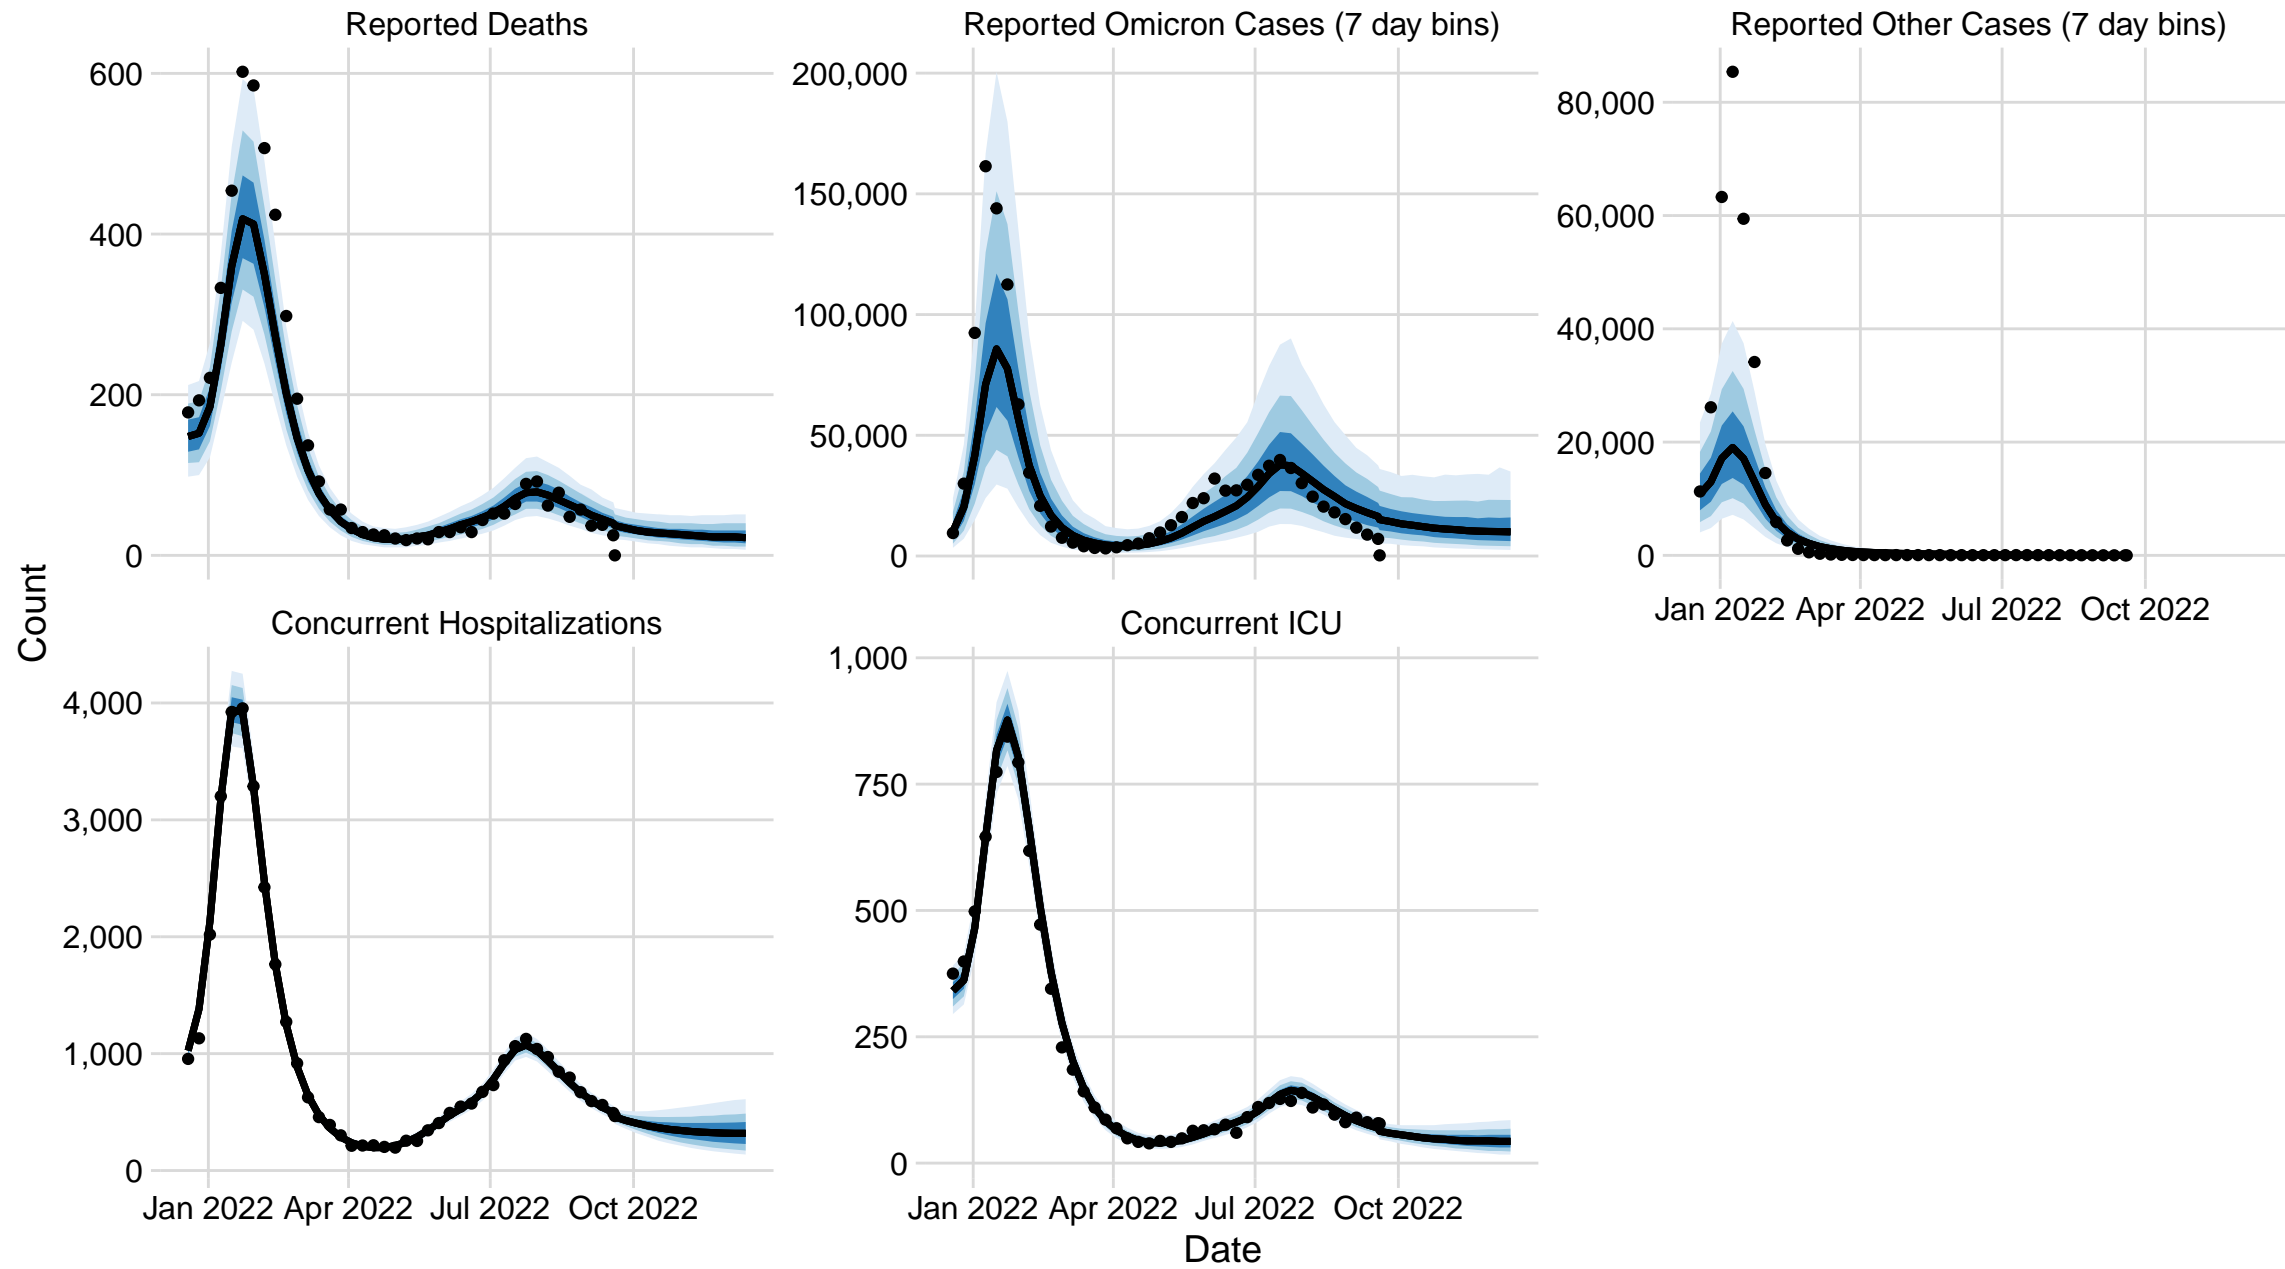 Reported Deaths
600
400
200
0
Reported Omicron Cases (7 day bins)
200,000
150,000
100,000
50,000
0
Reported Other Cases (7 day bins)
80,000
60,000
40,000
20,000
0
Jan 2022 Apr 2022 Jul 2022 Oct 2022
Count
Concurrent Hospitalizations
4,000
3,000
2,000
1,000
0
Jan 2022 Apr 2022 Jul 2022 Oct 2022
Concurrent ICU
1,000
750
500
250
0
Jan 2022 Apr 2022 Jul 2022 Oct 2022
Date